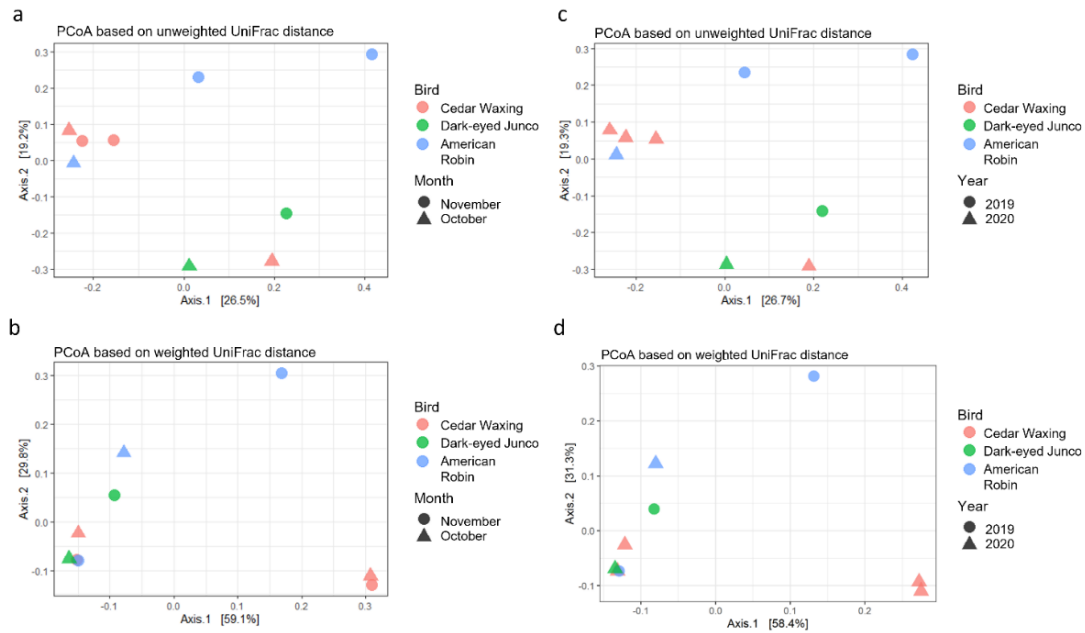 a
PCoA based on unweighted UniFrac distance
0.3
0.2
0.1
0.0
-0.1
-0.2
-0.3
Axis.2 [19.2%]
-0.2
0.0
0.2
0.4
Axis.1 [26.5%]
Bird
Cedar Waxing
Dark-eyed Junco
American
Robin
Month
November
October
c
PCoA based on unweighted UniFrac distance
0.3
0.2
0.1
0.0
-0.1
-0.2
-0.3
Axis.2 [19.3%]
-0.2
0.0
0.2
0.4
Axis.1 [26.7%]
Bird
Cedar Waxing
Dark-eyed Junco
American
Robin
Year
2019
2020
b
PCoA based on weighted UniFrac distance
0.3
0.2
0.1
0.0
-0.1
Axis.2 [29.8%]
-0.1
0.0
0.1
0.2
0.3
Axis.1 [59.1%]
Bird
Cedar Waxing
Dark-eyed Junco
American
Robin
Month
November
October
d
PCoA based on weighted UniFrac distance
0.3
0.2
0.1
0.0
-0.1
Axis.2 [31.3%]
-0.1
0.0
0.1
0.2
Axis.1 [58.4%]
Bird
Cedar Waxing
Dark-eyed Junco
American
Robin
Year
2019
2020